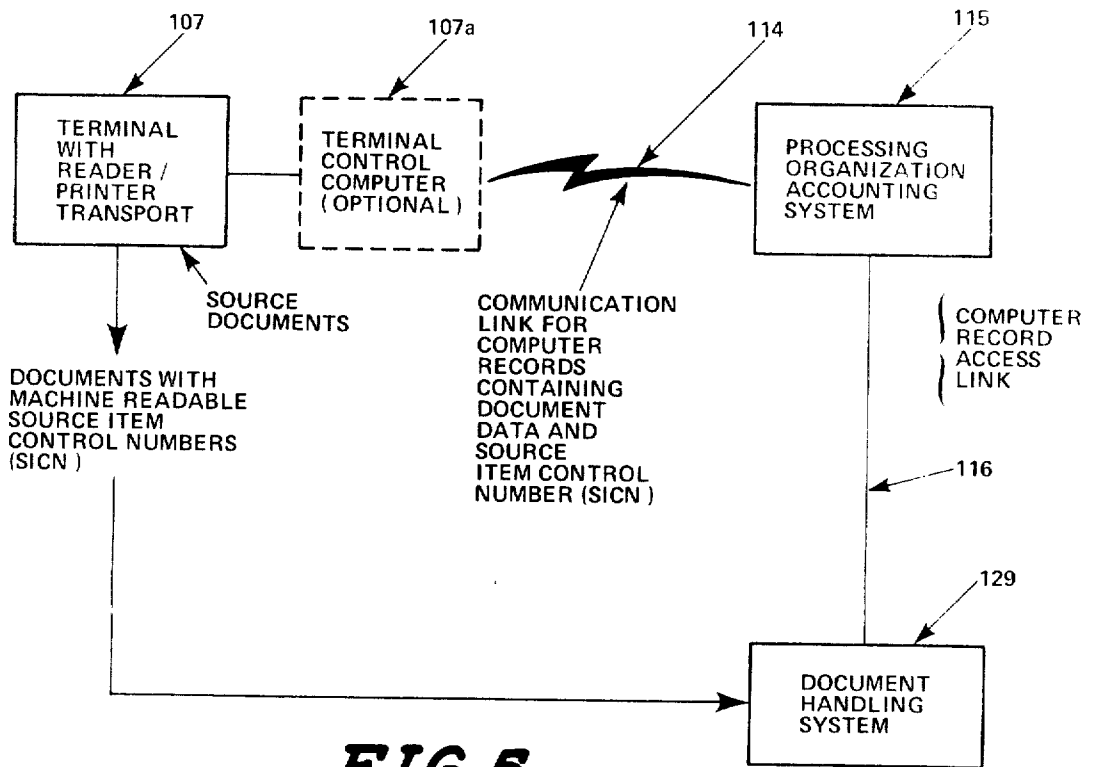 107
107a
114
115
TERMINAL
WITH
READER /
PRINTER
TRANSPORT
TERMINAL
CONTROL
COMPUTER
( OPTIONAL )
PROCESSING
ORGANIZATION
ACCOUNTING
SYSTEM
SOURCE
DOCUMENTS
DOCUMENTS WITH
MACHINE READABLE
SOURCE ITEM
CONTROL NUMBERS
(SICN )
COMMUNICATION
LINK FOR
COMPUTER
RECORDS
CONTAINING
DOCUMENT
DATA AND
SOURCE
ITEM CONTROL
NUMBER (SICN )
COMPUTER
RECORD
ACCESS
LINK
116
129
DOCUMENT
HANDLING
SYSTEM
FIG 5